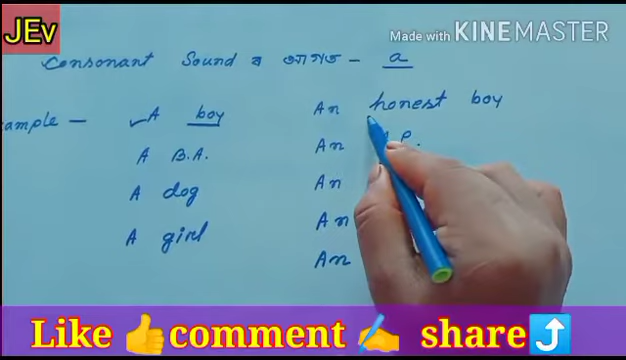 JEv
Made with KINEMASTER
Consonant Sound ৰ আগত - a
ample - A boy An honest boy
A B.A. An P.
A dog An
A girl An
An
Like comment share